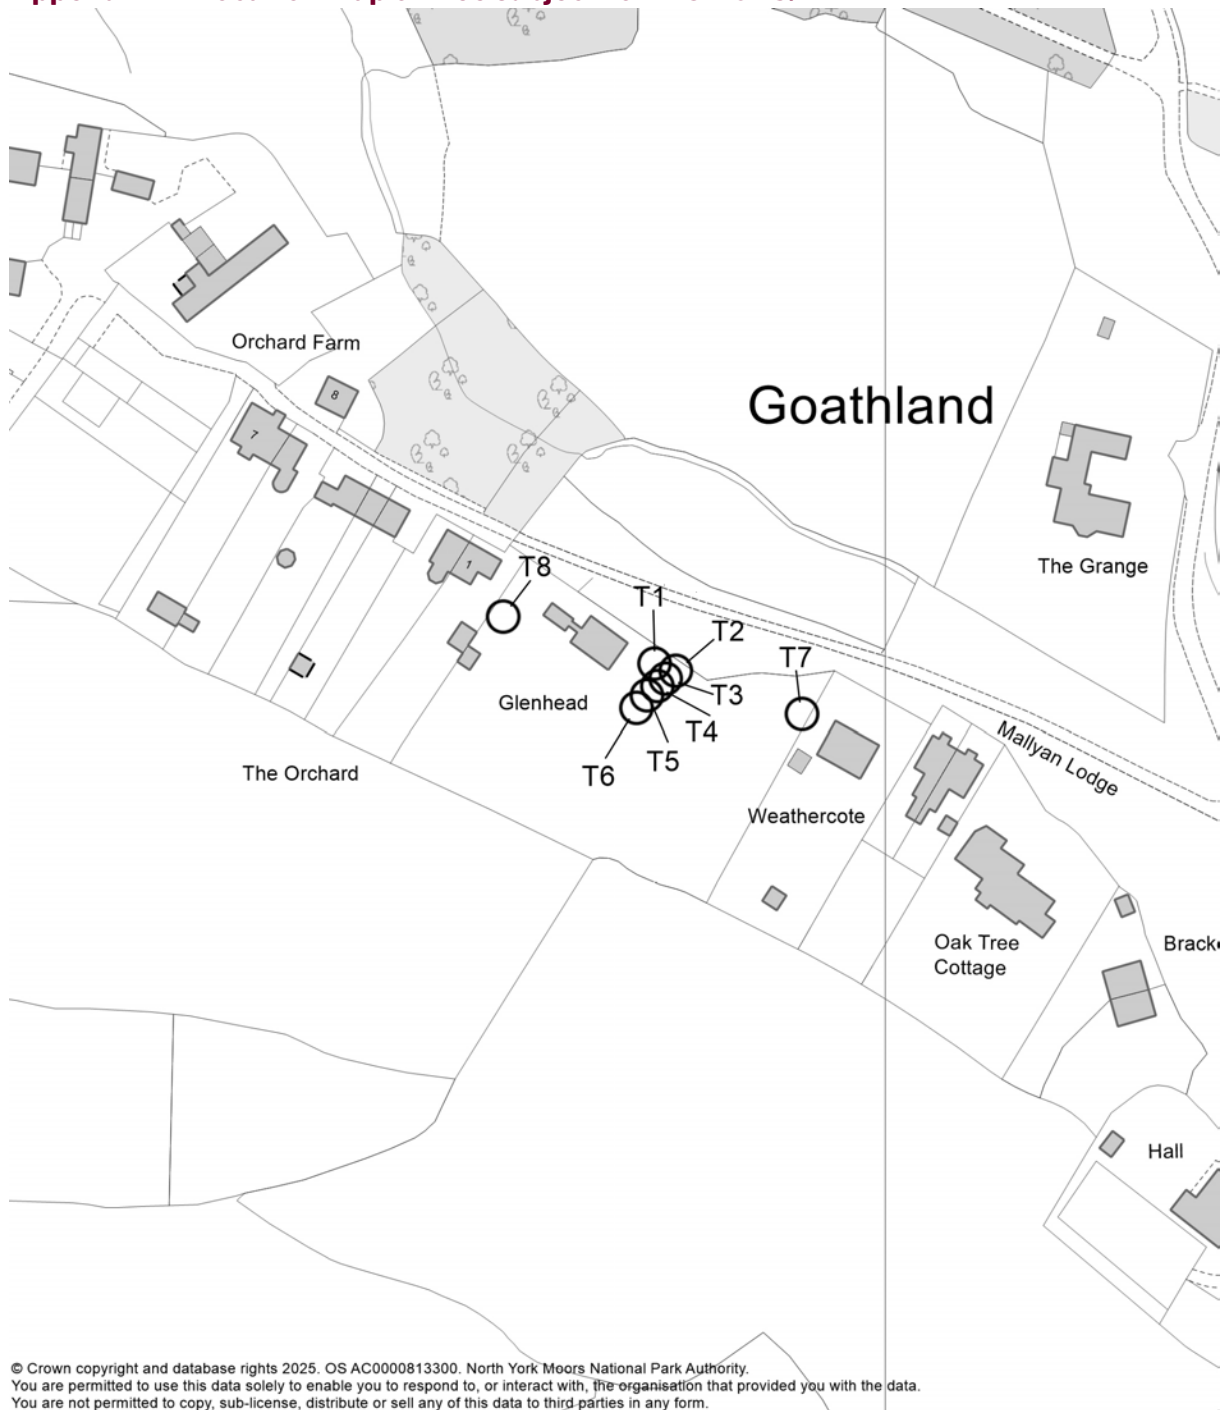 Orchard Farm
8
7
Goathland
The Grange
1
T8
T1
T2
T7
T3
Glenhead
T4
T5
T6
Mallyan Lodge
The Orchard
Weathercote
Oak Tree
Cottage
Brack
Hall
© Crown copyright and database rights 2025. OS AC0000813300. North York Moors National Park Authority.
You are permitted to use this data solely to enable you to respond to, or interact with, the organisation that provided you with the data.
You are not permitted to copy, sub-license, distribute or sell any of this data to third parties in any form.